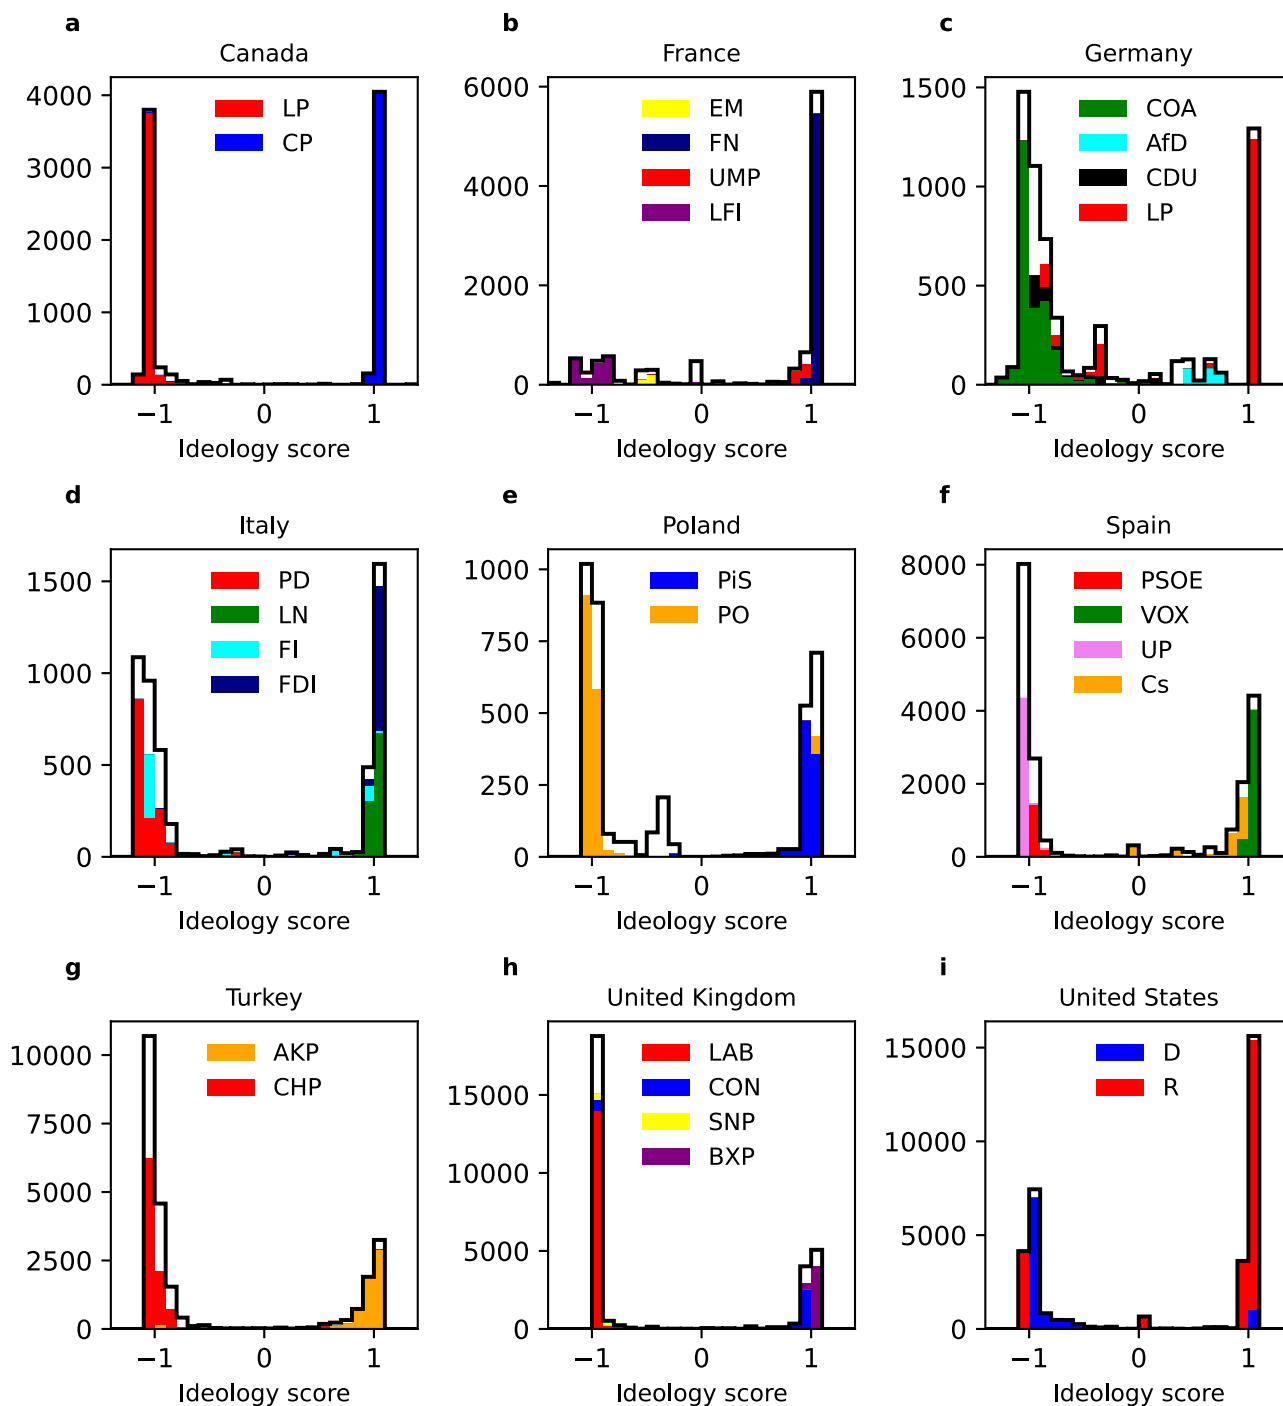 a
Canada
4000
3000
2000
1000
0
LP
CP
−1 0 1
Ideology score
b
France
6000
4000
2000
0
EM
FN
UMP
LFI
−1 0 1
Ideology score
c
Germany
1500
1000
500
0
COA
AfD
CDU
LP
−1 0 1
Ideology score
d
Italy
1500
1000
500
0
PD
LN
FI
FDI
−1 0 1
Ideology score
e
Poland
1000
750
500
250
0
PiS
PO
−1 0 1
Ideology score
f
Spain
8000
6000
4000
2000
0
PSOE
VOX
UP
Cs
−1 0 1
Ideology score
g
Turkey
10000
7500
5000
2500
0
AKP
CHP
−1 0 1
Ideology score
h
United Kingdom
15000
10000
5000
0
LAB
CON
SNP
BXP
−1 0 1
Ideology score
i
United States
15000
10000
5000
0
D
R
−1 0 1
Ideology score